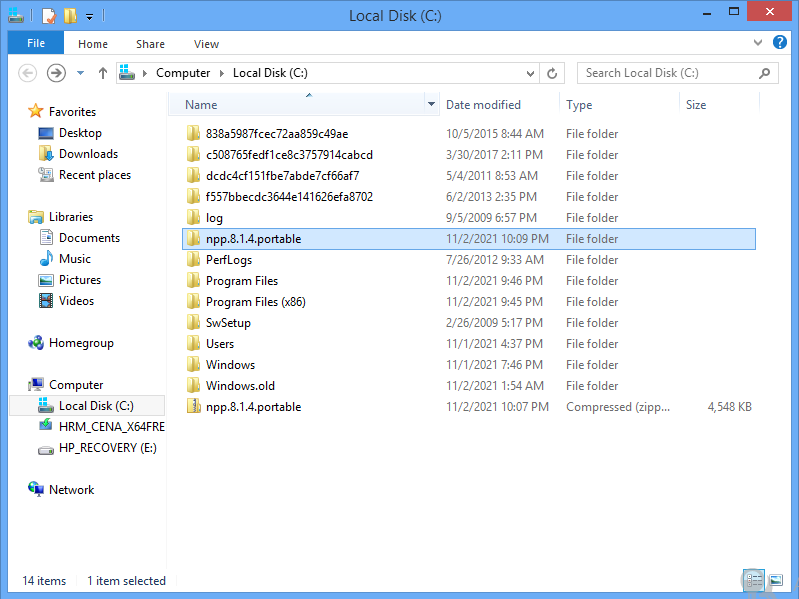 Local Disk (C:)
File Home Share View
Computer Local Disk (C:) Search Local Disk (C:)
Name Date modified Type Size
Favorites
Desktop
Downloads
Recent places
Libraries
Documents
Music
Pictures
Videos
Homegroup
Computer
Local Disk (C:)
HRM_CENA_X64FRE
HP_RECOVERY (E:)
Network
838a5987fcec72aa859c49ae 10/5/2015 8:44 AM File folder
c508765fedf1ce8c3757914cabcd 3/30/2017 2:11 PM File folder
dcdc4cf151fbe7abde7cf66af7 5/4/2011 8:53 AM File folder
f557bbecdc3644e141626efa8702 6/2/2013 2:35 PM File folder
log 9/5/2009 6:57 PM File folder
npp.8.1.4.portable 11/2/2021 10:09 PM File folder
PerfLogs 7/26/2012 9:33 AM File folder
Program Files 11/2/2021 9:46 PM File folder
Program Files (x86) 11/2/2021 9:45 PM File folder
SwSetup 2/26/2009 5:17 PM File folder
Users 11/1/2021 4:37 PM File folder
Windows 11/1/2021 7:46 PM File folder
Windows.old 11/2/2021 1:54 AM File folder
npp.8.1.4.portable 11/2/2021 10:07 PM Compressed (zipp... 4,548 KB
14 items 1 item selected